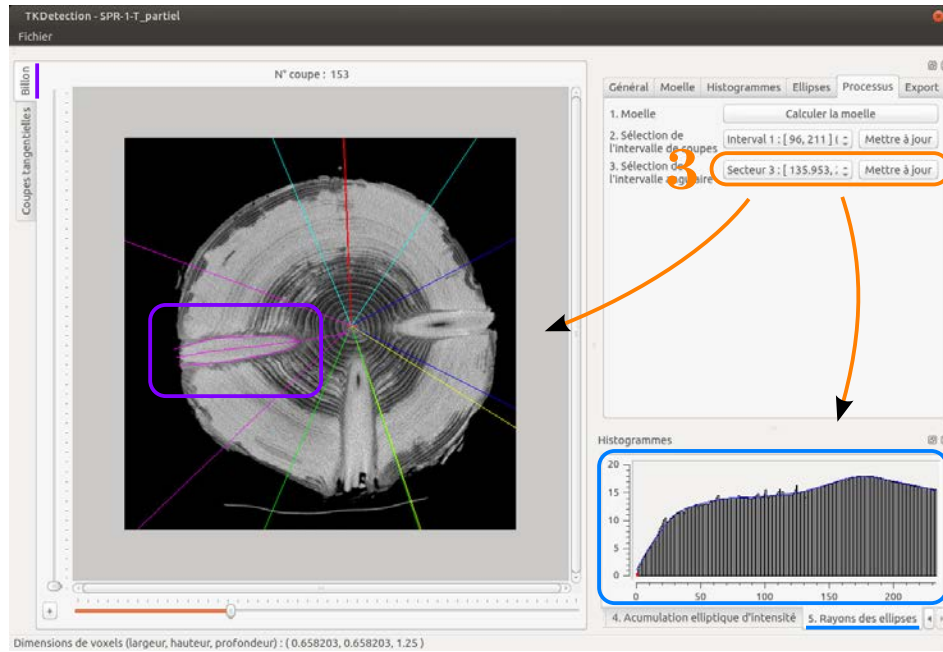 TKDetection - SPR-1-T_partiel
Fichier
Billon
Coupes tangentielles
N° coupe : 153
Général Moelle Histogrammes Ellipses Processus Export
1. Moelle
Calculer la moelle
2. Sélection de
l'intervalle de coupes
Interval 1 : [ 96, 211 ] (
Mettre à jour
3. Sélection de
l'intervalle angulaire
3
Secteur 3 : [ 135.953, :
Mettre à jour
Histogrammes
20
15
10
5
0
0 50 100 150 200
4. Acumulation elliptique d'intensité 5. Rayons des ellipses
Dimensions de voxels (largeur, hauteur, profondeur) : ( 0.658203, 0.658203, 1.25 )